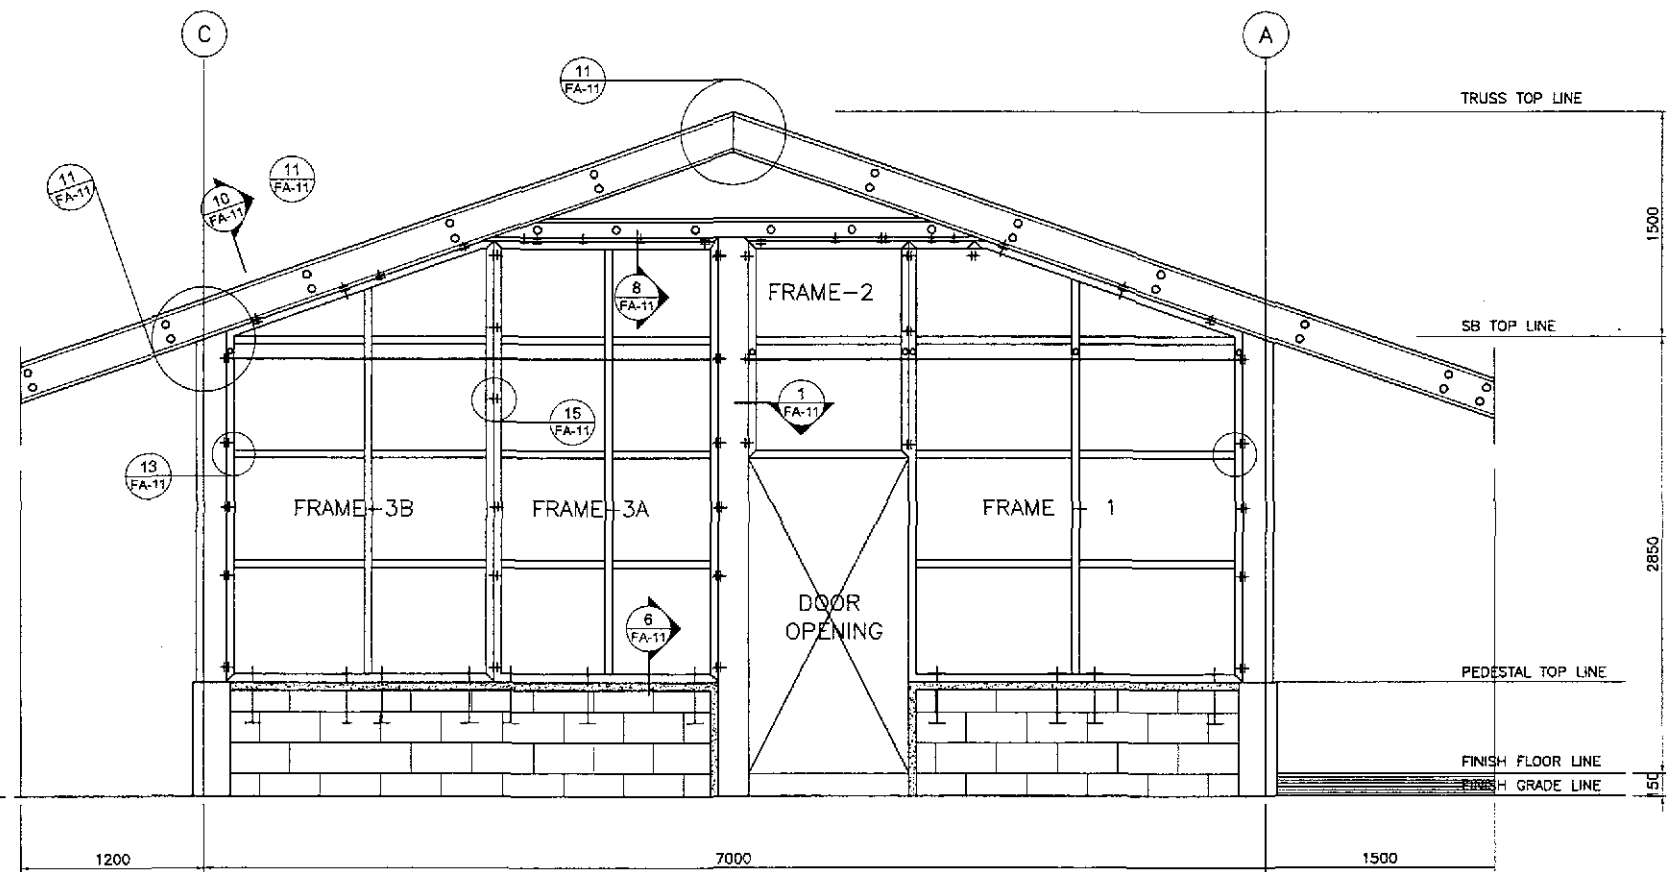 C
A
11
FA-11
TRUSS TOP LINE
11
FA-11
11
FA-11
10
FA-11
1500
8
FA-11
FRAME-2
SB TOP LINE
1
FA-11
15
FA-11
13
FA-11
FRAME-3B
FRAME-3A
FRAME - 1
2850
DOOR
OPENING
6
FA-11
PEDESTAL TOP LINE
FINISH FLOOR LINE
FINISH GRADE LINE
150
1200
7000
1500